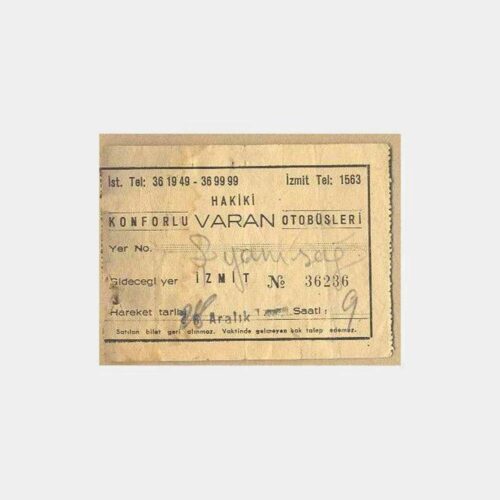 İst. Tel: 36 19 49 - 36 99 99 İzmit Tel: 1563
HAKİKİ
KONFORLU VARAN OTOBÜSLERİ
Yer No.
Gideceği yer İZMİT № 36236
Hareket tarihi Aralık Saati : 9
Satılan bilet geri alınmaz. Vaktinde gelmeyen hak talep edemez.